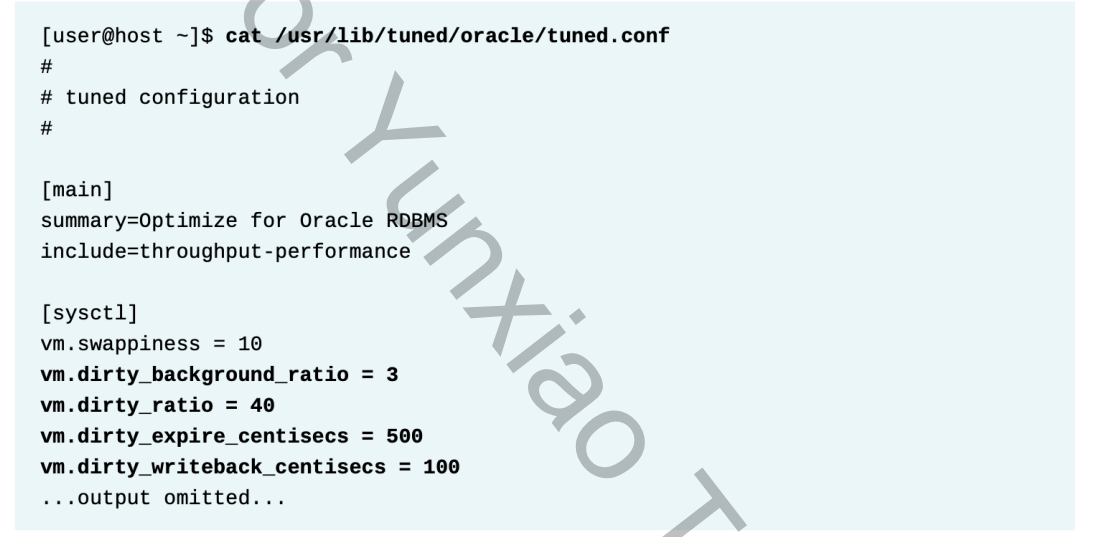 [user@host ~]$ cat /usr/lib/tuned/oracle/tuned.conf
#
# tuned configuration
#
[main]
summary=Optimize for Oracle RDBMS
include=throughput-performance
[sysctl]
vm.swappiness = 10
vm.dirty_background_ratio = 3
vm.dirty_ratio = 40
vm.dirty_expire_centisecs = 500
vm.dirty_writeback_centisecs = 100
...output omitted...
or Yunxiao T